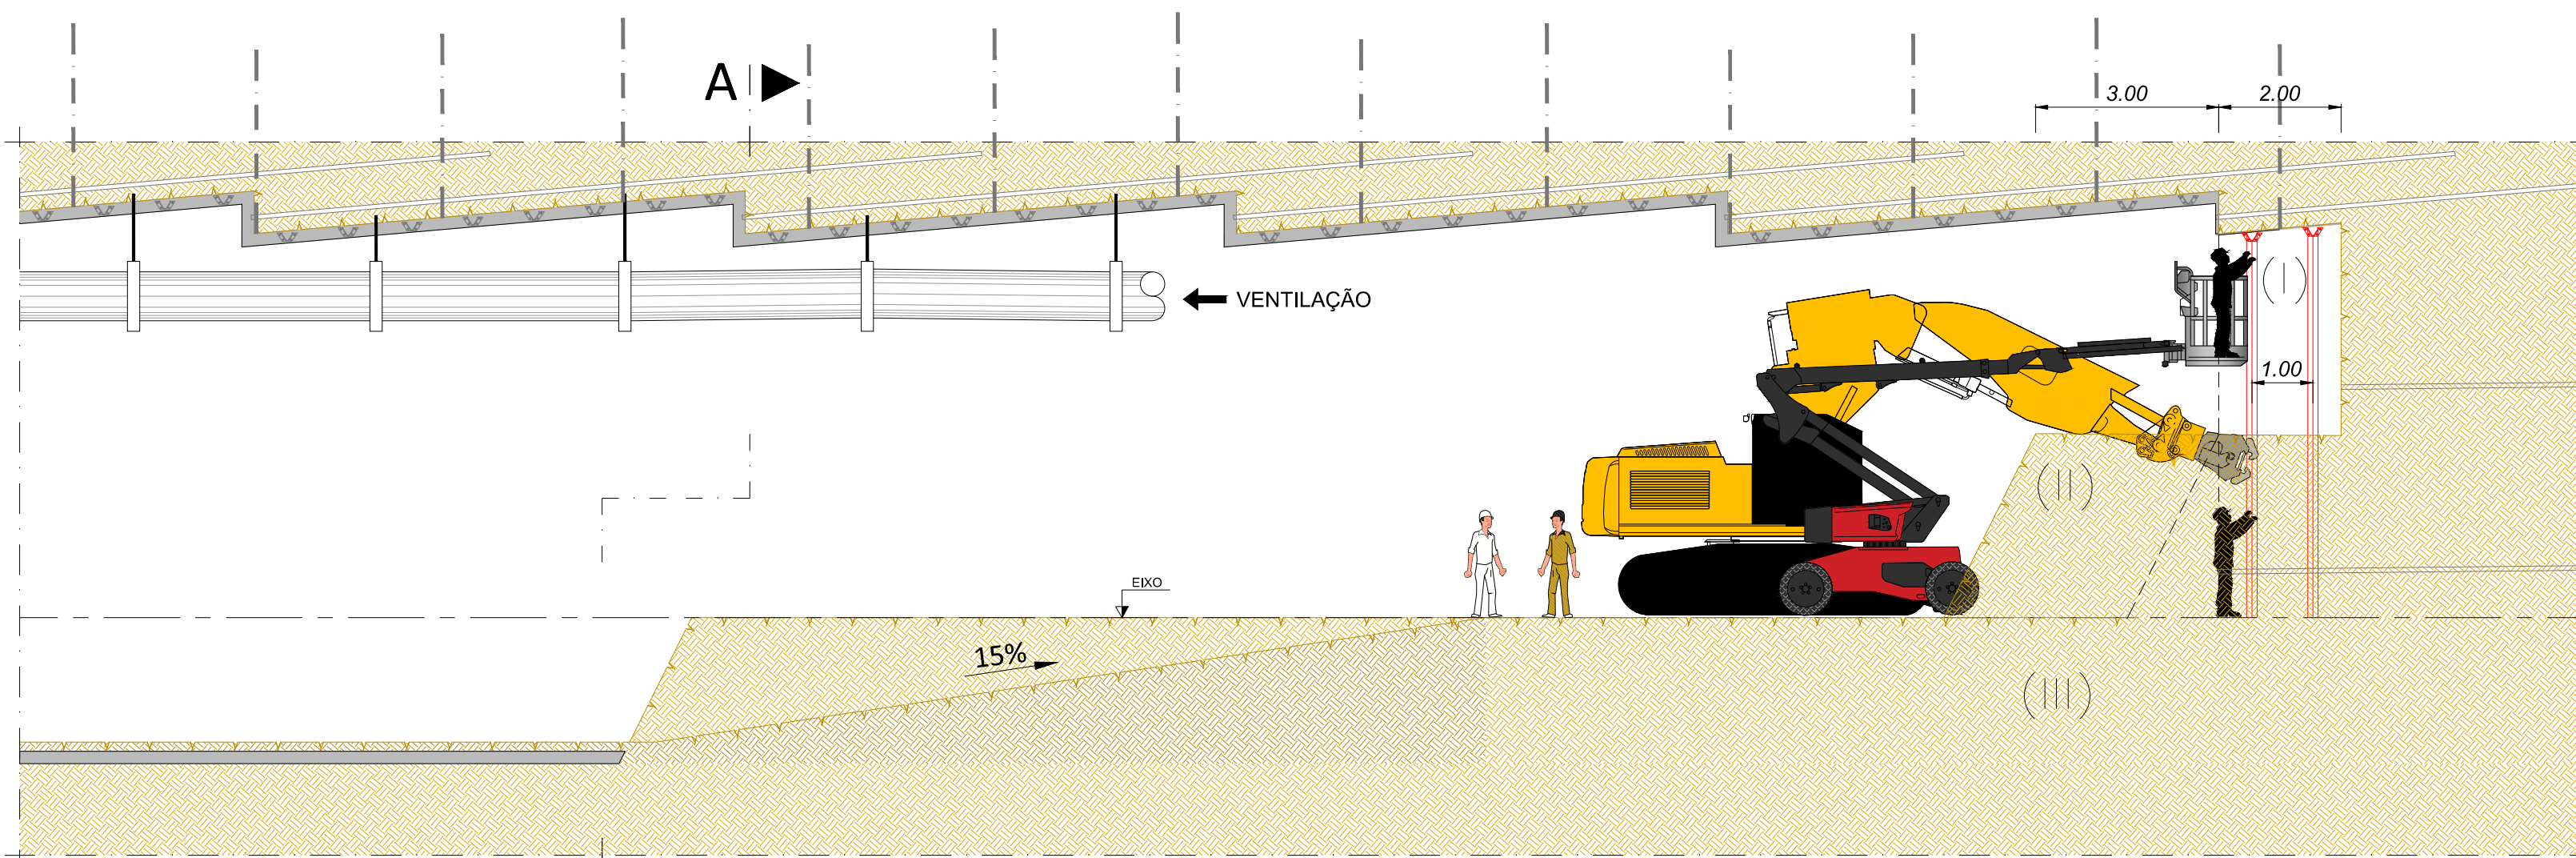 A
3.00
2.00
(I)
VENTILAÇÃO
1.00
(II)
EIXO
15%
(III)